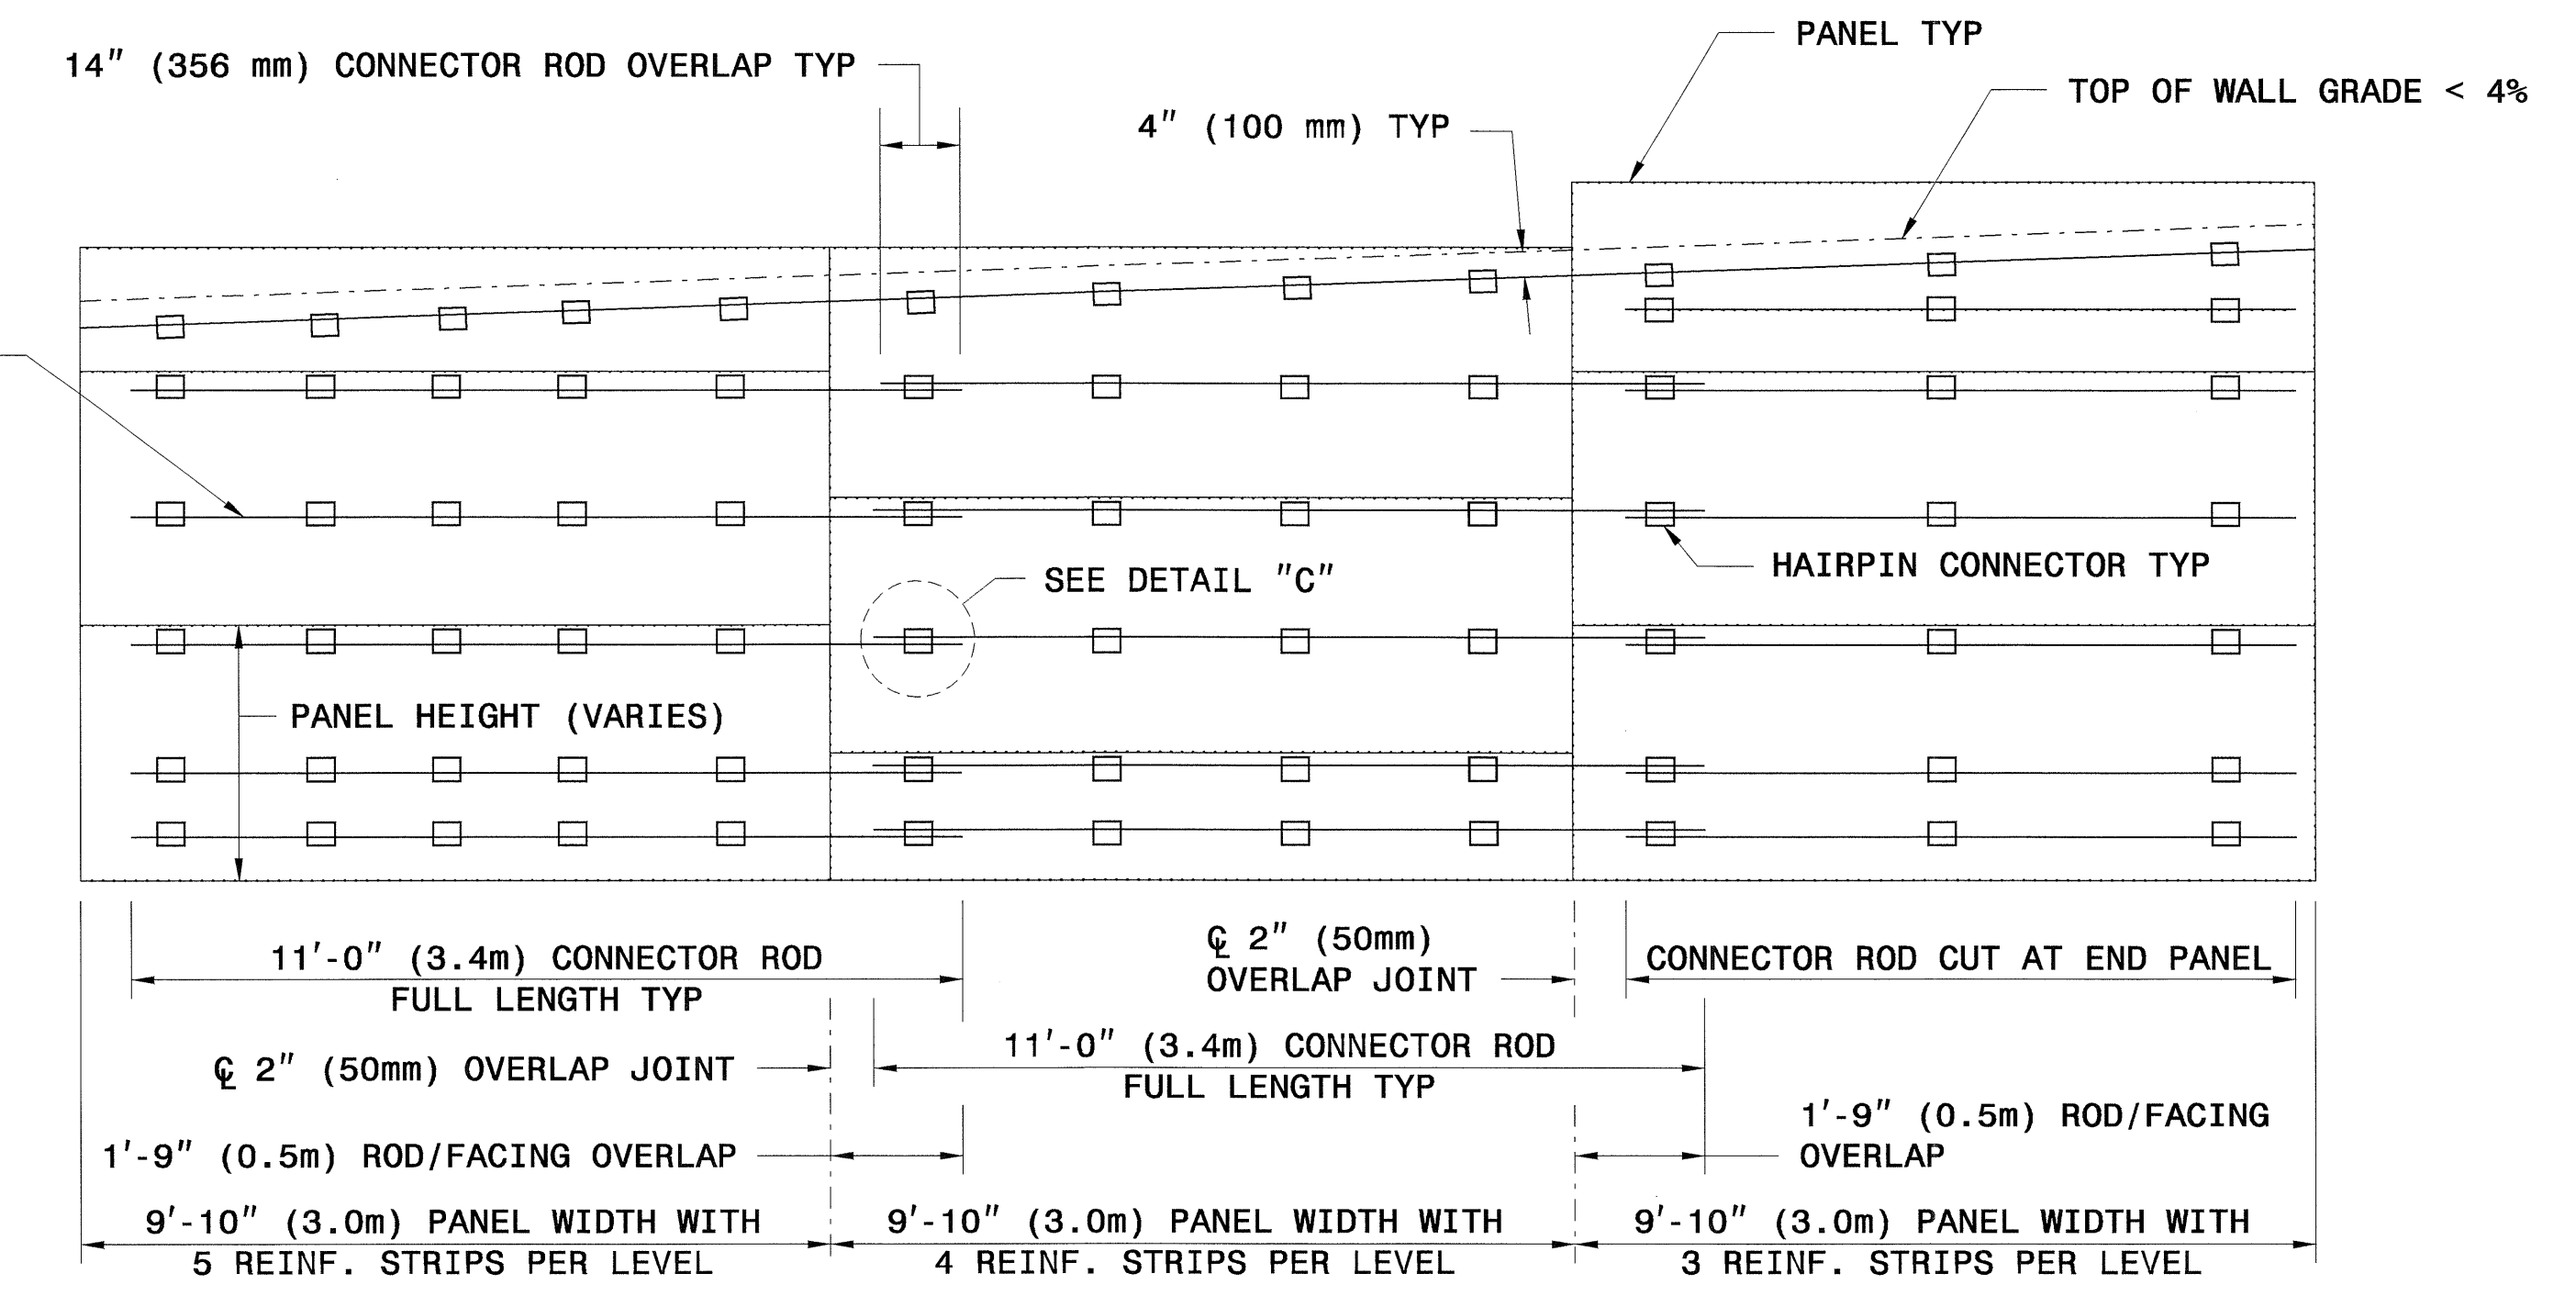 PANEL TYP
14" (356 mm) CONNECTOR ROD OVERLAP TYP
TOP OF WALL GRADE < 4%
4" (100 mm) TYP
HAIRPIN CONNECTOR TYP
SEE DETAIL "C"
PANEL HEIGHT (VARIES)
11'-0" (3.4m) CONNECTOR ROD
FULL LENGTH TYP
℄ 2" (50mm)
OVERLAP JOINT
CONNECTOR ROD CUT AT END PANEL
11'-0" (3.4m) CONNECTOR ROD
FULL LENGTH TYP
℄ 2" (50mm) OVERLAP JOINT
1'-9" (0.5m) ROD/FACING
OVERLAP
1'-9" (0.5m) ROD/FACING OVERLAP
9'-10" (3.0m) PANEL WIDTH WITH
5 REINF. STRIPS PER LEVEL
9'-10" (3.0m) PANEL WIDTH WITH
4 REINF. STRIPS PER LEVEL
9'-10" (3.0m) PANEL WIDTH WITH
3 REINF. STRIPS PER LEVEL